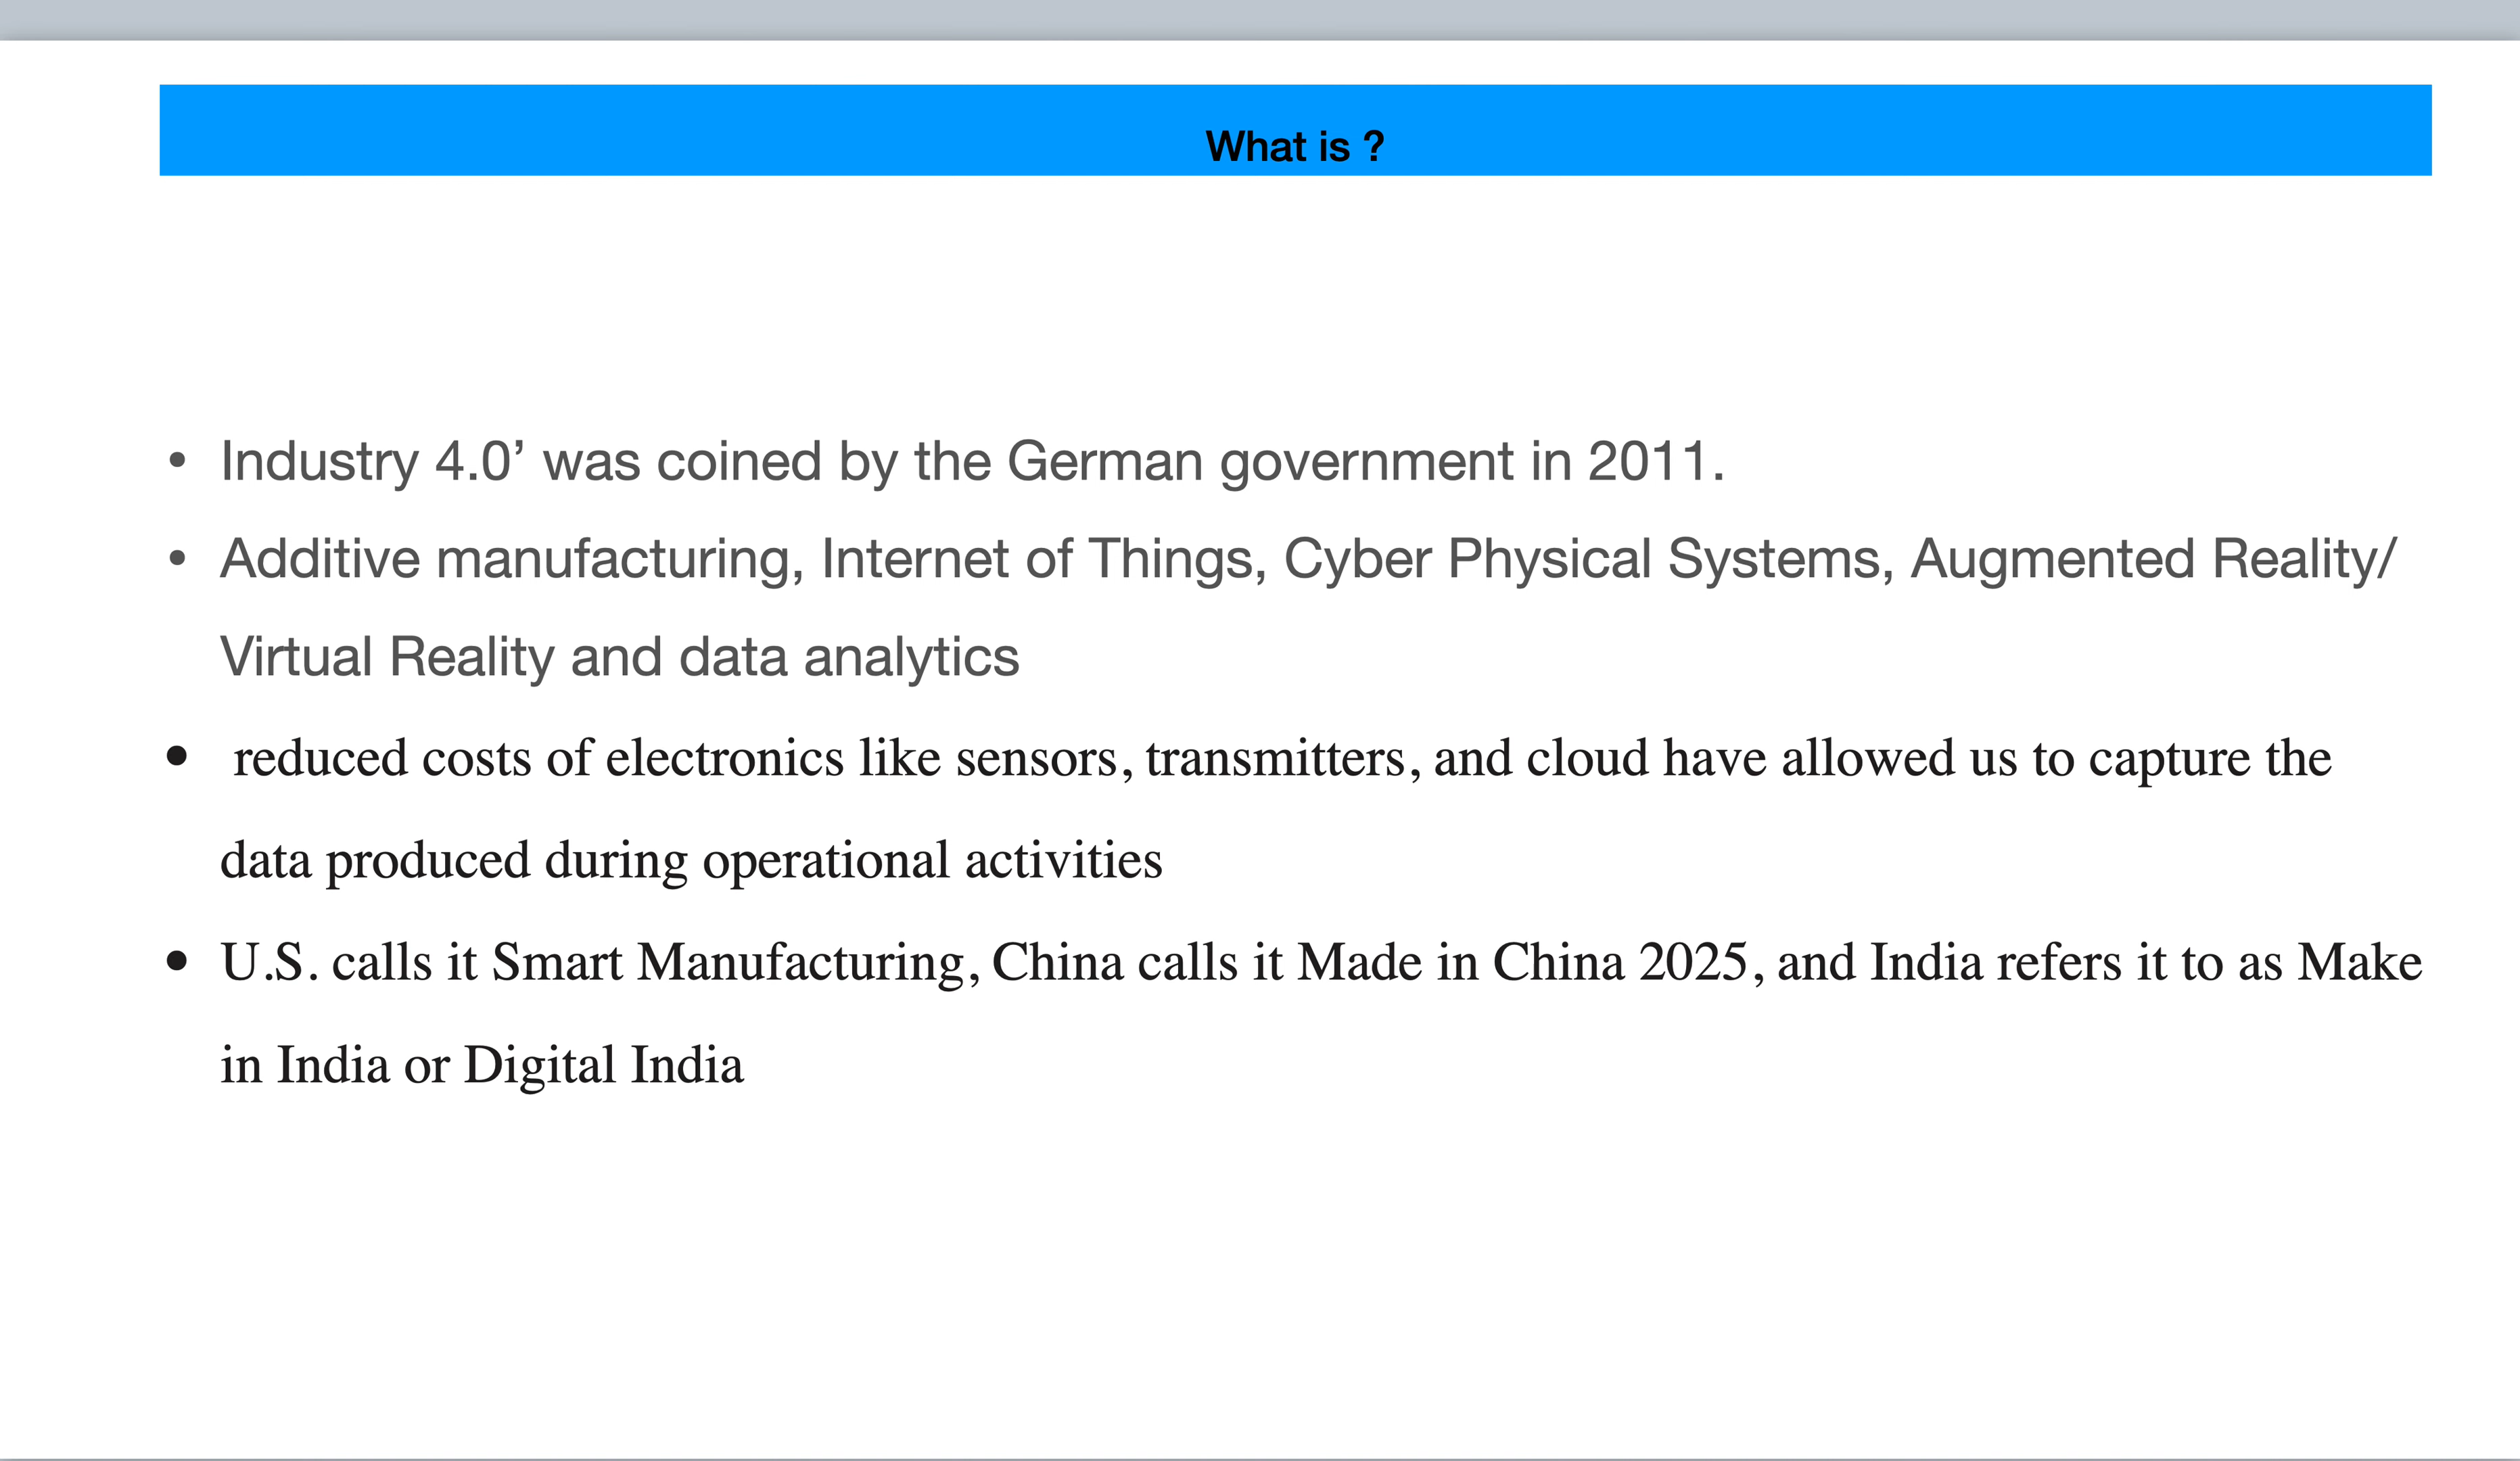 What is ?
• Industry 4.0’ was coined by the German government in 2011.
• Additive manufacturing, Internet of Things, Cyber Physical Systems, Augmented Reality/
Virtual Reality and data analytics
• reduced costs of electronics like sensors, transmitters, and cloud have allowed us to capture the
data produced during operational activities
• U.S. calls it Smart Manufacturing, China calls it Made in China 2025, and India refers it to as Make
in India or Digital India